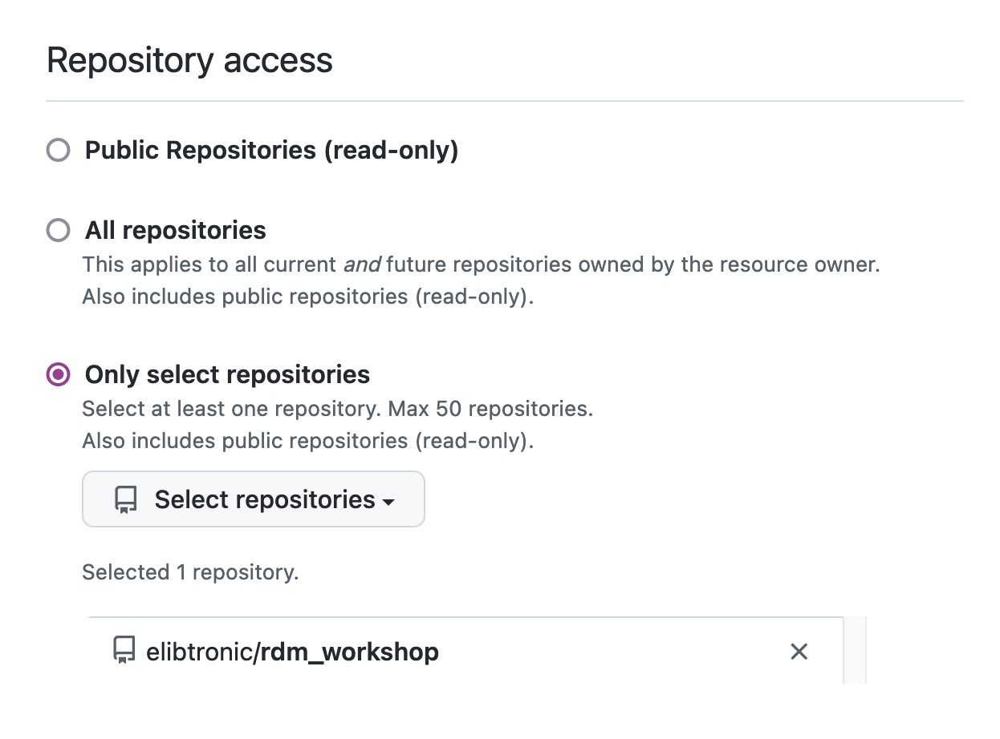 Repository access
Public Repositories (read-only)
All repositories
This applies to all current and future repositories owned by the resource owner.
Also includes public repositories (read-only).
Only select repositories
Select at least one repository. Max 50 repositories.
Also includes public repositories (read-only).
Select repositories
Selected 1 repository.
elibtronic/rdm_workshop